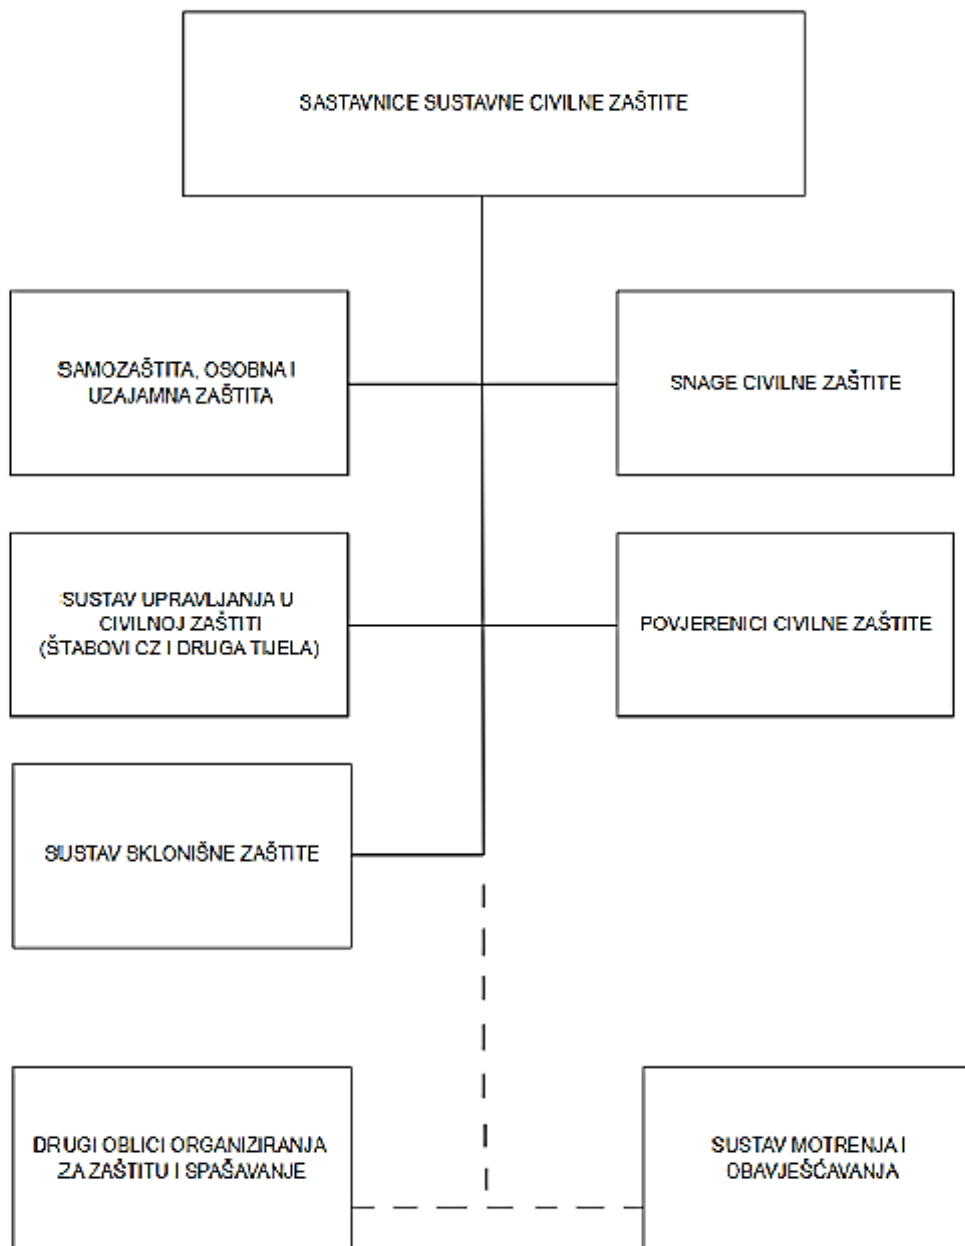 SASTAVNICE SUSTAVNE CIVILNE ZAŠTITE
SAMOZAŠTITA, OSOBNA I
UZAJAMNA ZAŠTITA
SNAGE CIVILNE ZAŠTITE
SUSTAV UPRAVLJANJA U
CIVILNOJ ZAŠTITI
(ŠTABOVI CZ I DRUGA TIJELA)
POVJERENICI CIVILNE ZAŠTITE
SUSTAV SKLONIŠNE ZAŠTITE
DRUGI OBLICI ORGANIZIRANJA
ZA ZAŠTITU I SPAŠAVANJE
SUSTAV MOTRENJA I
OBAVJEŠĆAVANJA